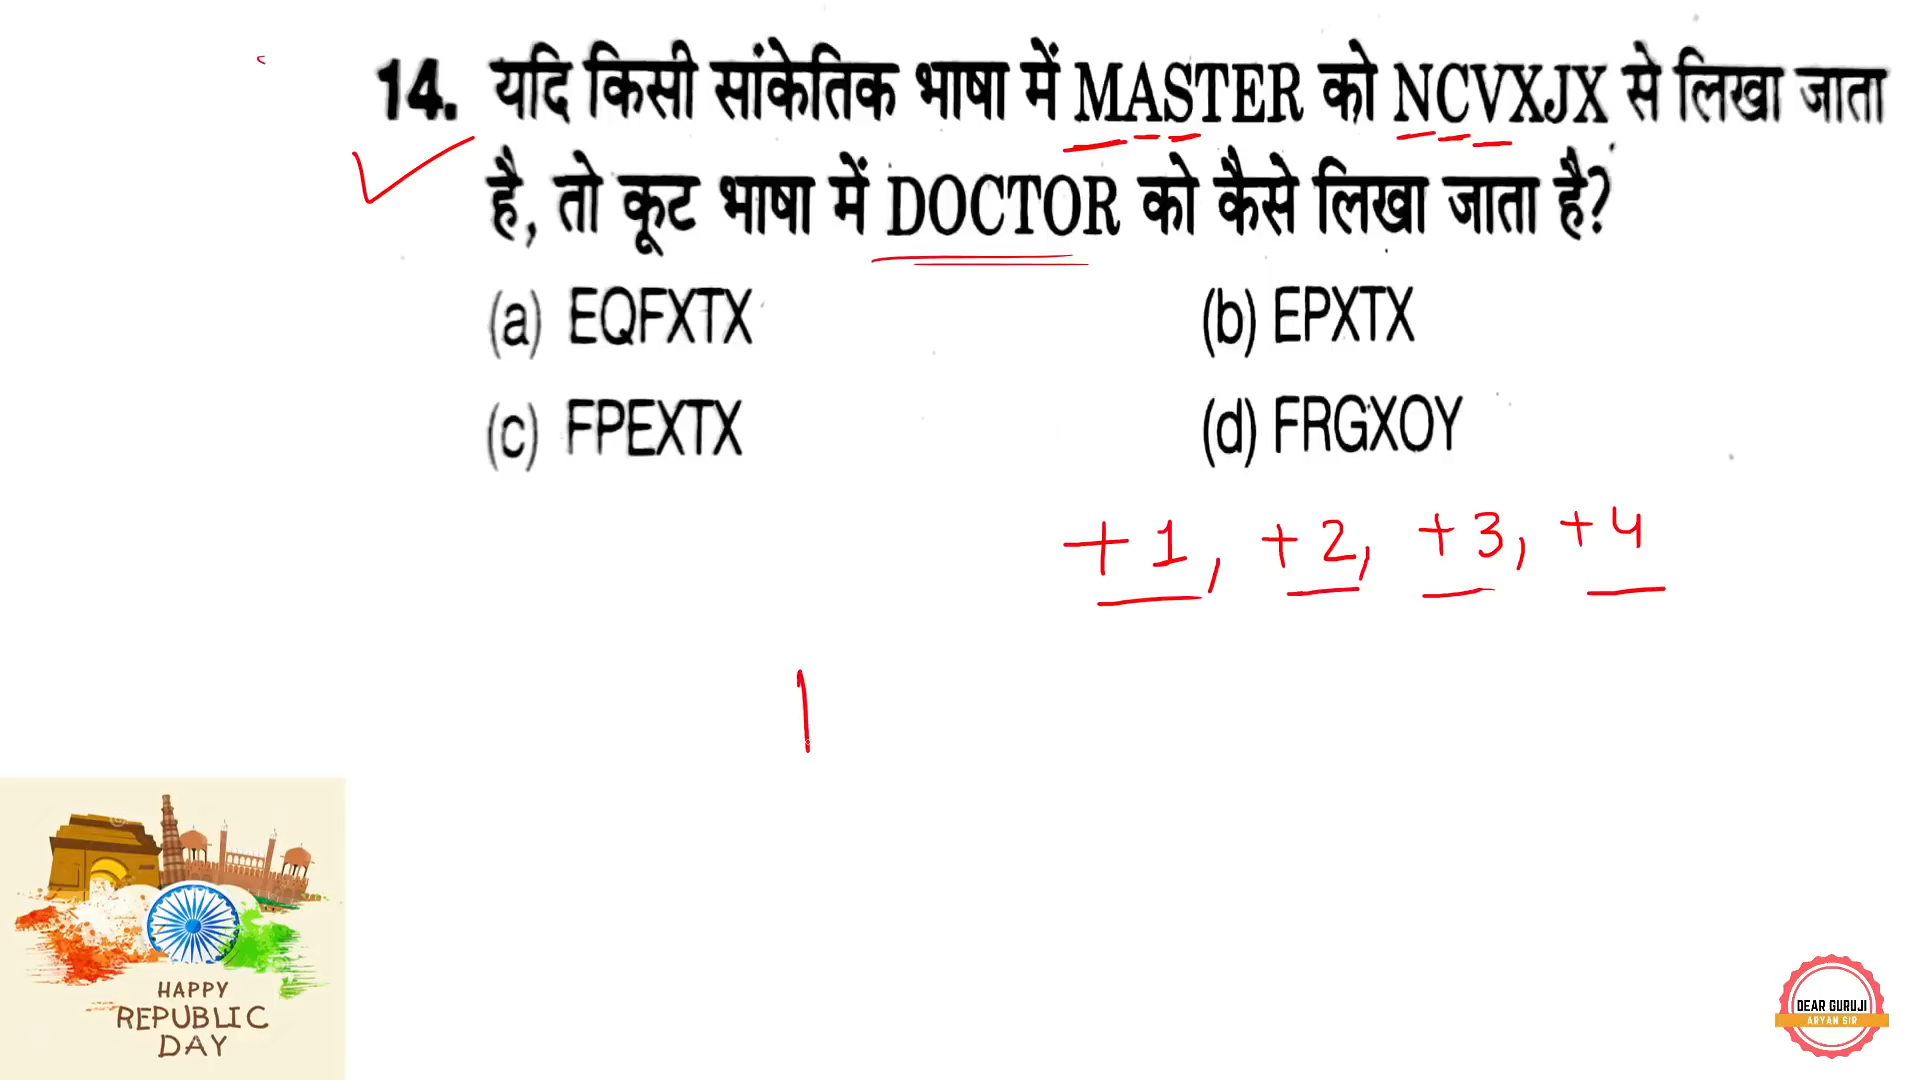 14. यदि किसी सांकेतिक भाषा में MASTER को NCVXJX से लिखा जाता
है, तो कूट भाषा में DOCTOR को कैसे लिखा जाता है?
(a) EQFXTX (b) EPXTX
(c) FPEXTX (d) FRGXOY
+1, +2, +3, +4
HAPPY
REPUBLIC
DAY
DEAR GURUJI
ARYAN SIR